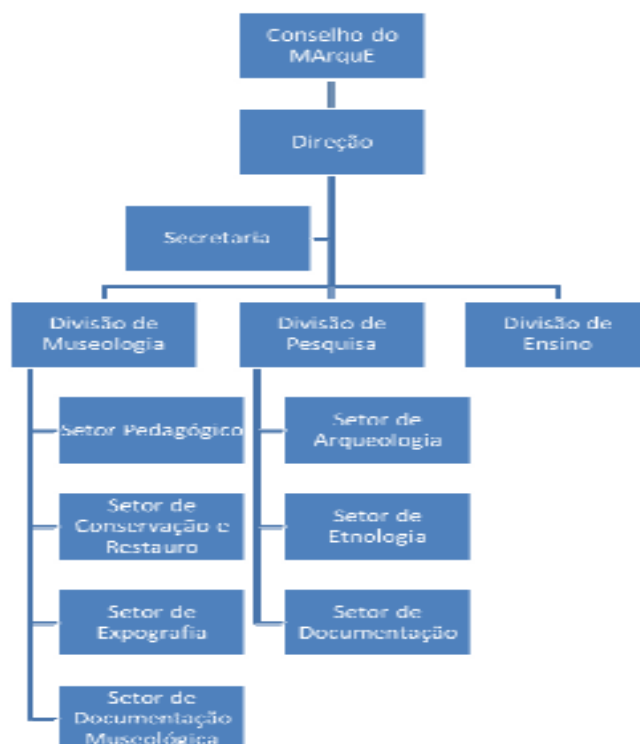 Conselho do
MArquE
Direção
Secretaria
Divisão de
Museologia
Divisão de
Pesquisa
Divisão de
Ensino
Setor Pedagógico
Setor de
Conservação e
Restauro
Setor de
Expografia
Setor de
Documentação
Museológica
Setor de
Arqueologia
Setor de
Etnologia
Setor de
Documentação